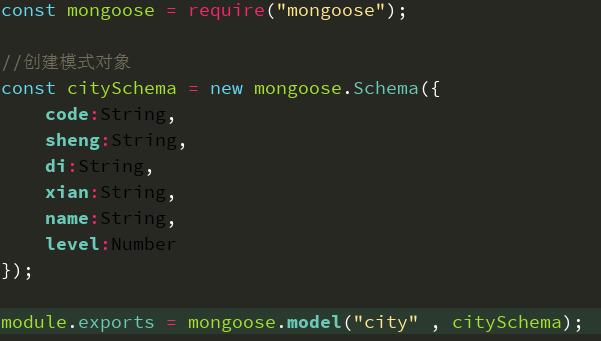 const mongoose = require("mongoose");
//创建模式对象
const citySchema = new mongoose.Schema({
code:String,
sheng:String,
di:String,
xian:String,
name:String,
level:Number
});
module.exports = mongoose.model("city" , citySchema);